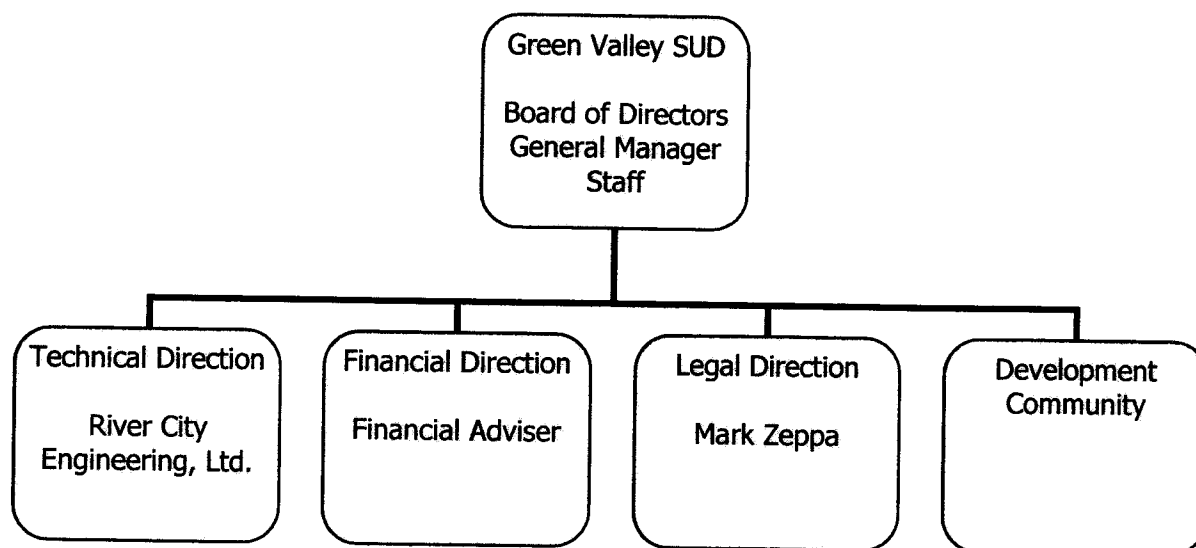 Green Valley SUD
Board of Directors
General Manager
Staff
Technical Direction
River City
Engineering, Ltd.
Financial Direction
Financial Adviser
Legal Direction
Mark Zeppa
Development
Community